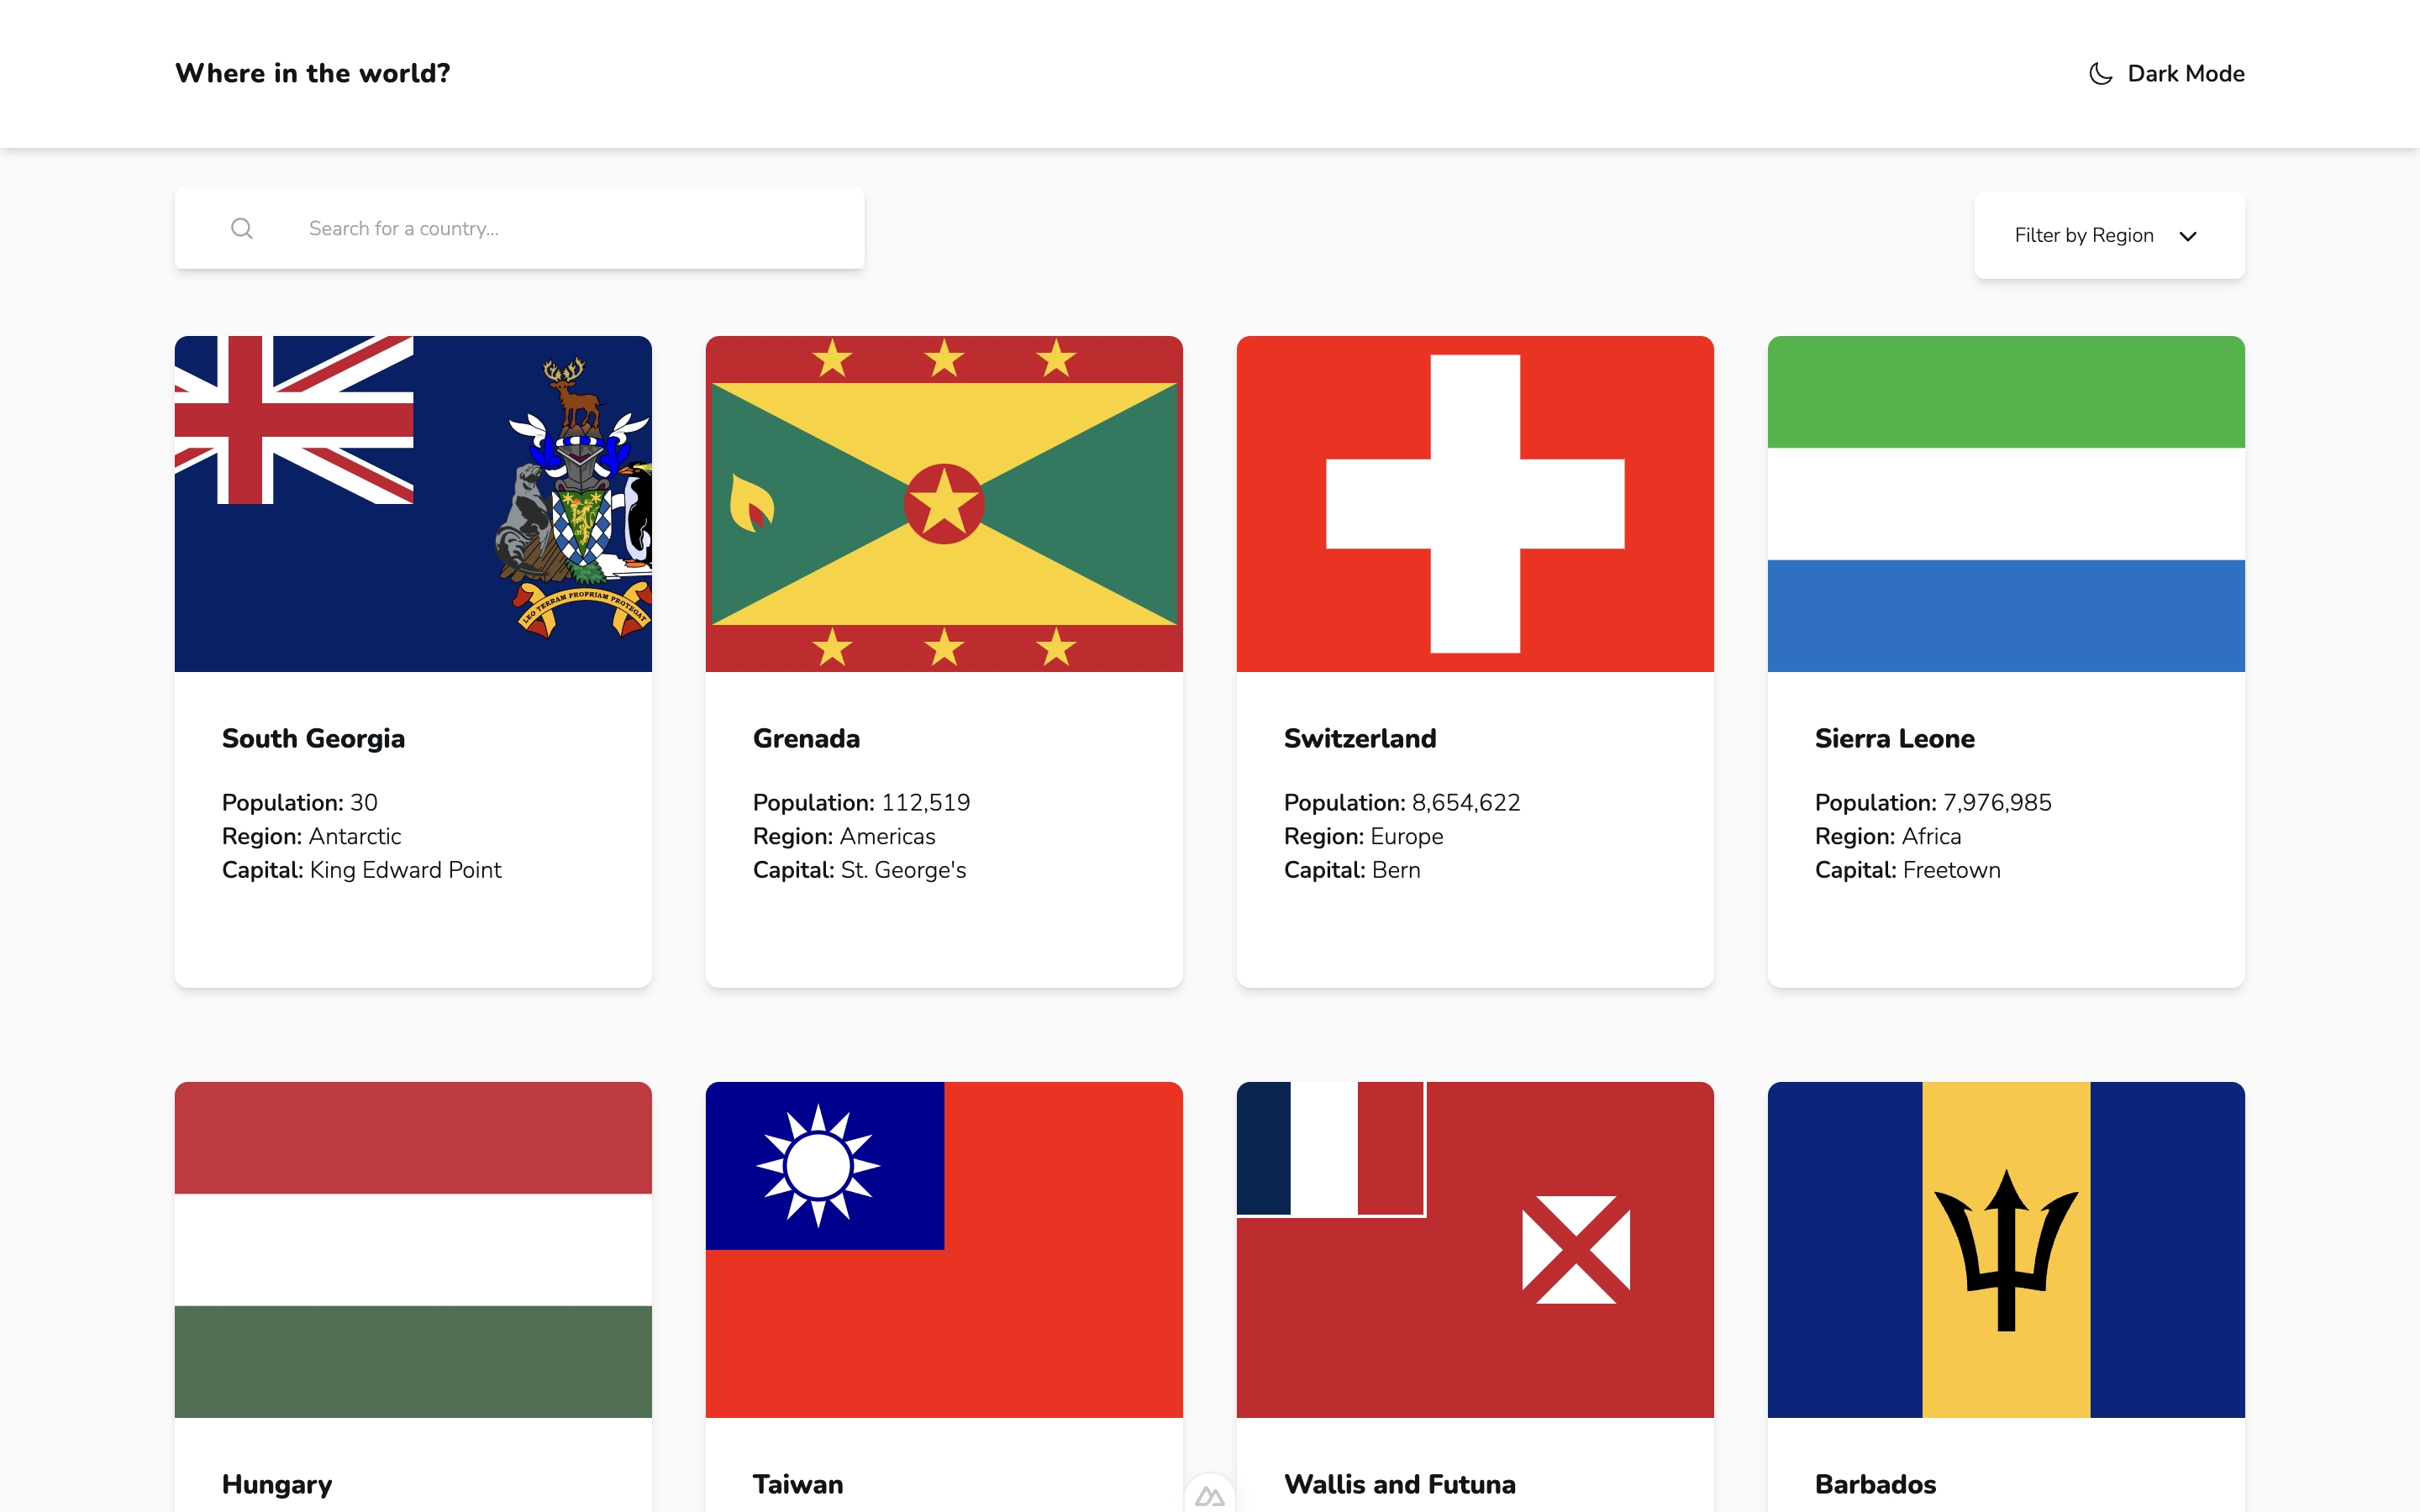 Where in the world?
Dark Mode
Search for a country...
Filter by Region
LEO TERRAM PROPRIAM PROTEGAT
South Georgia
Population: 30
Region: Antarctic
Capital: King Edward Point
Grenada
Population: 112,519
Region: Americas
Capital: St. George's
Switzerland
Population: 8,654,622
Region: Europe
Capital: Bern
Sierra Leone
Population: 7,976,985
Region: Africa
Capital: Freetown
Hungary
Taiwan
Wallis and Futuna
Barbados